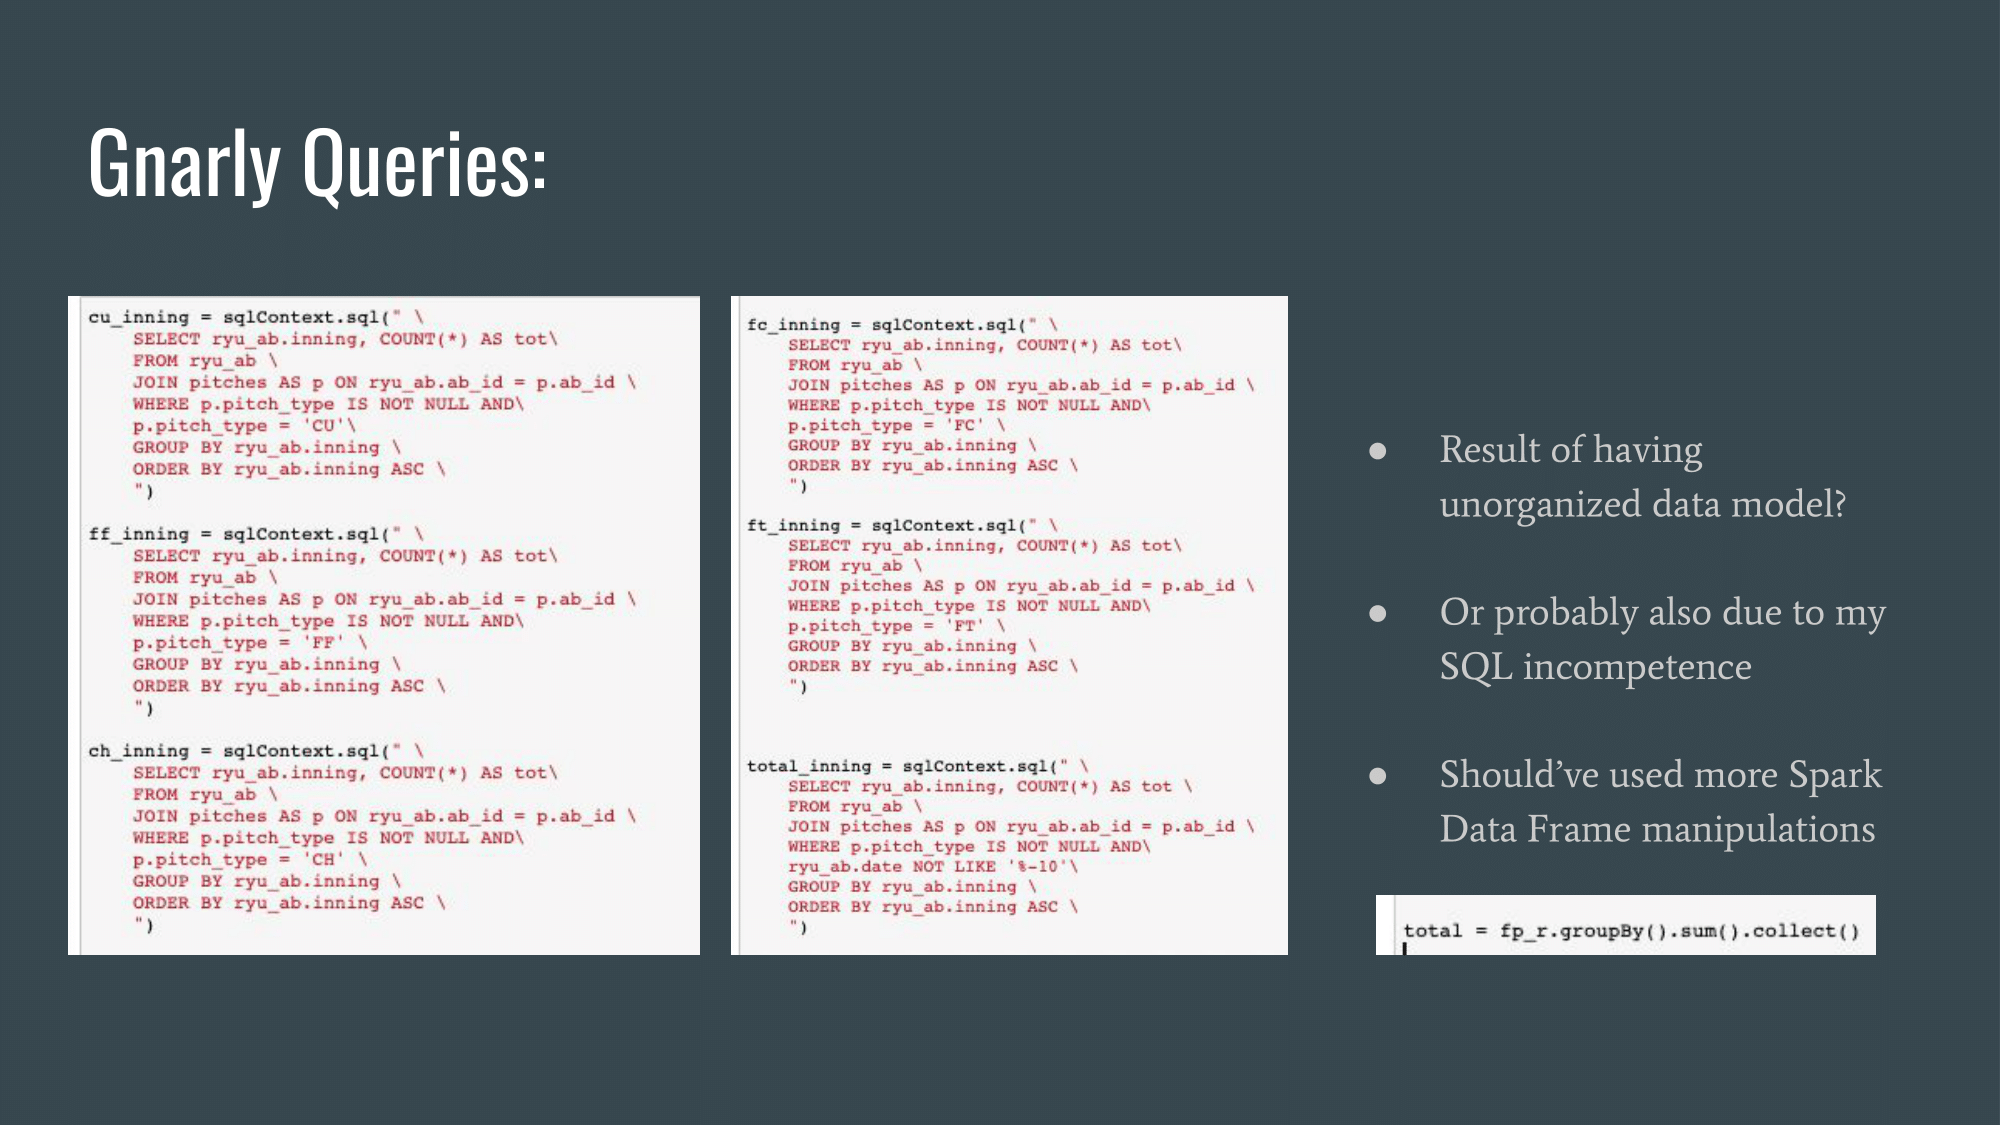 Gnarly Queries:
cu_inning = sqlContext.sql(" \
SELECT ryu_ab.inning, COUNT(*) AS tot\
FROM ryu_ab \
JOIN pitches AS p ON ryu_ab.ab_id = p.ab_id \
WHERE p.pitch_type IS NOT NULL AND\
p.pitch_type = 'CU'\
GROUP BY ryu_ab.inning \
ORDER BY ryu_ab.inning ASC \
")
ff_inning = sqlContext.sql(" \
SELECT ryu_ab.inning, COUNT(*) AS tot\
FROM ryu_ab \
JOIN pitches AS p ON ryu_ab.ab_id = p.ab_id \
WHERE p.pitch_type IS NOT NULL AND\
p.pitch_type = 'FF' \
GROUP BY ryu_ab.inning \
ORDER BY ryu_ab.inning ASC \
")
ch_inning = sqlContext.sql(" \
SELECT ryu_ab.inning, COUNT(*) AS tot\
FROM ryu_ab \
JOIN pitches AS p ON ryu_ab.ab_id = p.ab_id \
WHERE p.pitch_type IS NOT NULL AND\
p.pitch_type = 'CH' \
GROUP BY ryu_ab.inning \
ORDER BY ryu_ab.inning ASC \
")
fc_inning = sqlContext.sql(" \
SELECT ryu_ab.inning, COUNT(*) AS tot\
FROM ryu_ab \
JOIN pitches AS p ON ryu_ab.ab_id = p.ab_id \
WHERE p.pitch_type IS NOT NULL AND\
p.pitch_type = 'FC' \
GROUP BY ryu_ab.inning \
ORDER BY ryu_ab.inning ASC \
")
ft_inning = sqlContext.sql(" \
SELECT ryu_ab.inning, COUNT(*) AS tot\
FROM ryu_ab \
JOIN pitches AS p ON ryu_ab.ab_id = p.ab_id \
WHERE p.pitch_type IS NOT NULL AND\
p.pitch_type = 'FT' \
GROUP BY ryu_ab.inning \
ORDER BY ryu_ab.inning ASC \
")
total_inning = sqlContext.sql(" \
SELECT ryu_ab.inning, COUNT(*) AS tot \
FROM ryu_ab \
JOIN pitches AS p ON ryu_ab.ab_id = p.ab_id \
WHERE p.pitch_type IS NOT NULL AND\
ryu_ab.date NOT LIKE '%-10'\
GROUP BY ryu_ab.inning \
ORDER BY ryu_ab.inning ASC \
")
● Result of having
unorganized data model?
● Or probably also due to my
SQL incompetence
● Should’ve used more Spark
Data Frame manipulations
total = fp_r.groupBy().sum().collect()